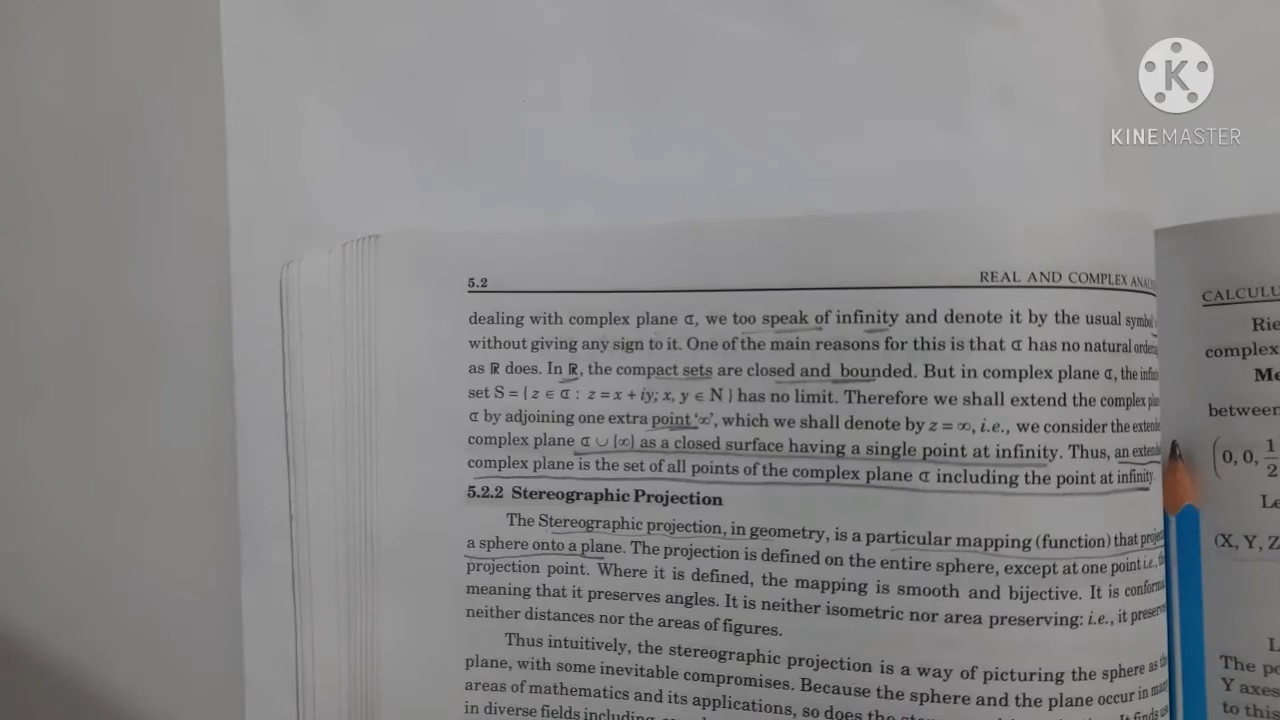 KINEMASTER
5.2
REAL AND COMPLEX
dealing with complex plane ℂ, we too speak of infinity and denote it by the usual
without giving any sign to it. One of the main reasons for this is that ℂ has no natural
as ℝ does. In ℝ, the compact sets are closed and bounded. But in complex plane ℂ, the
set S = { z ∈ ℂ : z = x + iy; x, y ∈ N } has no limit. Therefore we shall extend the complex
ℂ by adjoining one extra point ‘∞’, which we shall denote by z = ∞, i.e., we consider the
complex plane ℂ ∪ {∞} as a closed surface having a single point at infinity. Thus, an
complex plane is the set of all points of the complex plane ℂ including the point at infinity.
5.2.2 Stereographic Projection
The Stereographic projection, in geometry, is a particular mapping (function) that
a sphere onto a plane. The projection is defined on the entire sphere, except at one point i.e.,
projection point. Where it is defined, the mapping is smooth and bijective. It is
meaning that it preserves angles. It is neither isometric nor area preserving: i.e., it
neither distances nor the areas of figures.
Thus intuitively, the stereographic projection is a way of picturing the sphere as
plane, with some inevitable compromises. Because the sphere and the plane occur in
areas of mathematics and its applications, so does the
in diverse fields including
complex
between
(0, 0, 1/2
(X, Y, Z
The
Y axes
to this